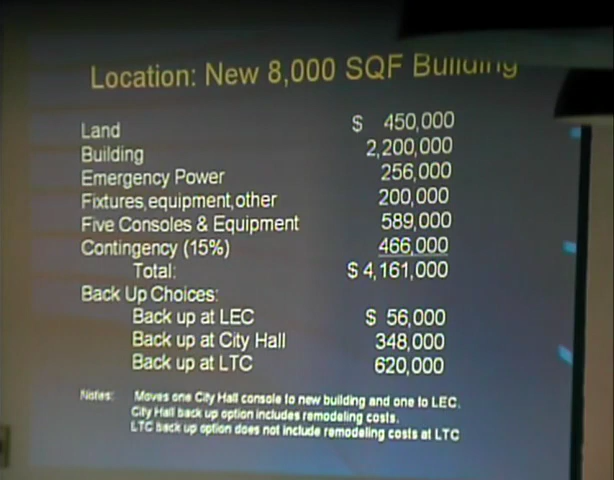 Location: New 8,000 SQF Building
Land $ 450,000
Building 2,200,000
Emergency Power 256,000
Fixtures,equipment,other 200,000
Five Consoles & Equipment 589,000
Contingency (15%) 466,000
Total: $ 4,161,000
Back Up Choices:
Back up at LEC $ 56,000
Back up at City Hall 348,000
Back up at LTC 620,000
Notes: Moves one City Hall console to new building and one to LEC.
City Hall back up option includes remodeling costs.
LTC back up option does not include remodeling costs at LTC